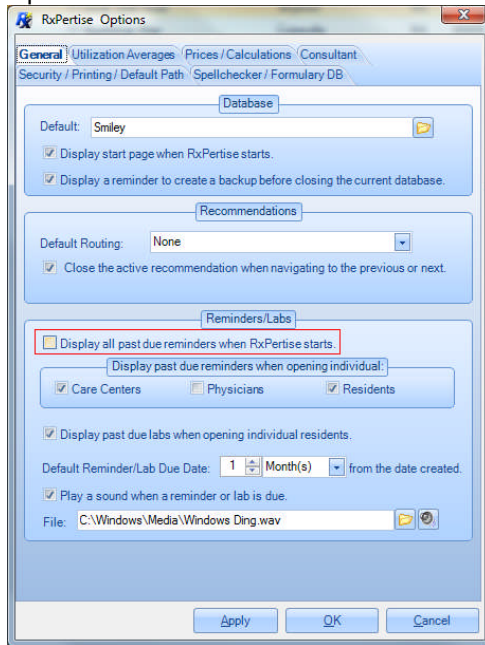 RxPertise Options
General Utilization Averages Prices / Calculations Consultant
Security / Printing / Default Path Spellchecker / Formulary DB
Database
Default: Smiley
Display start page when RxPertise starts.
Display a reminder to create a backup before closing the current database.
Recommendations
Default Routing: None
Close the active recommendation when navigating to the previous or next.
Reminders/Labs
Display all past due reminders when RxPertise starts.
Display past due reminders when opening individual:
Care Centers Physicians Residents
Display past due labs when opening individual residents.
Default Reminder/Lab Due Date: 1 Month(s) from the date created.
Play a sound when a reminder or lab is due.
File: C:\Windows\Media\Windows Ding.wav
Apply OK Cancel